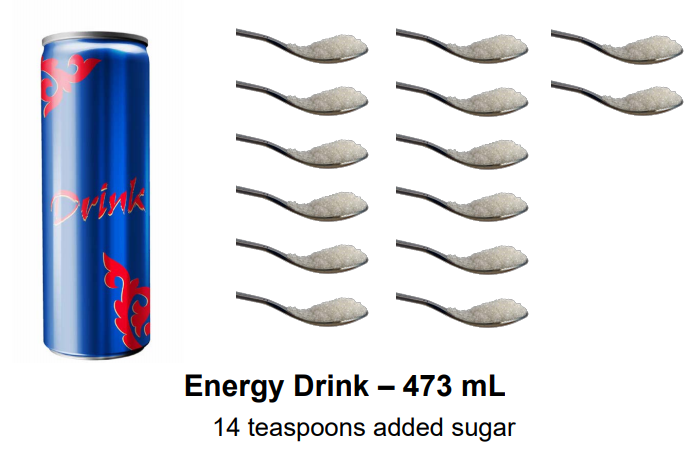 Drink
Energy Drink – 473 mL
14 teaspoons added sugar